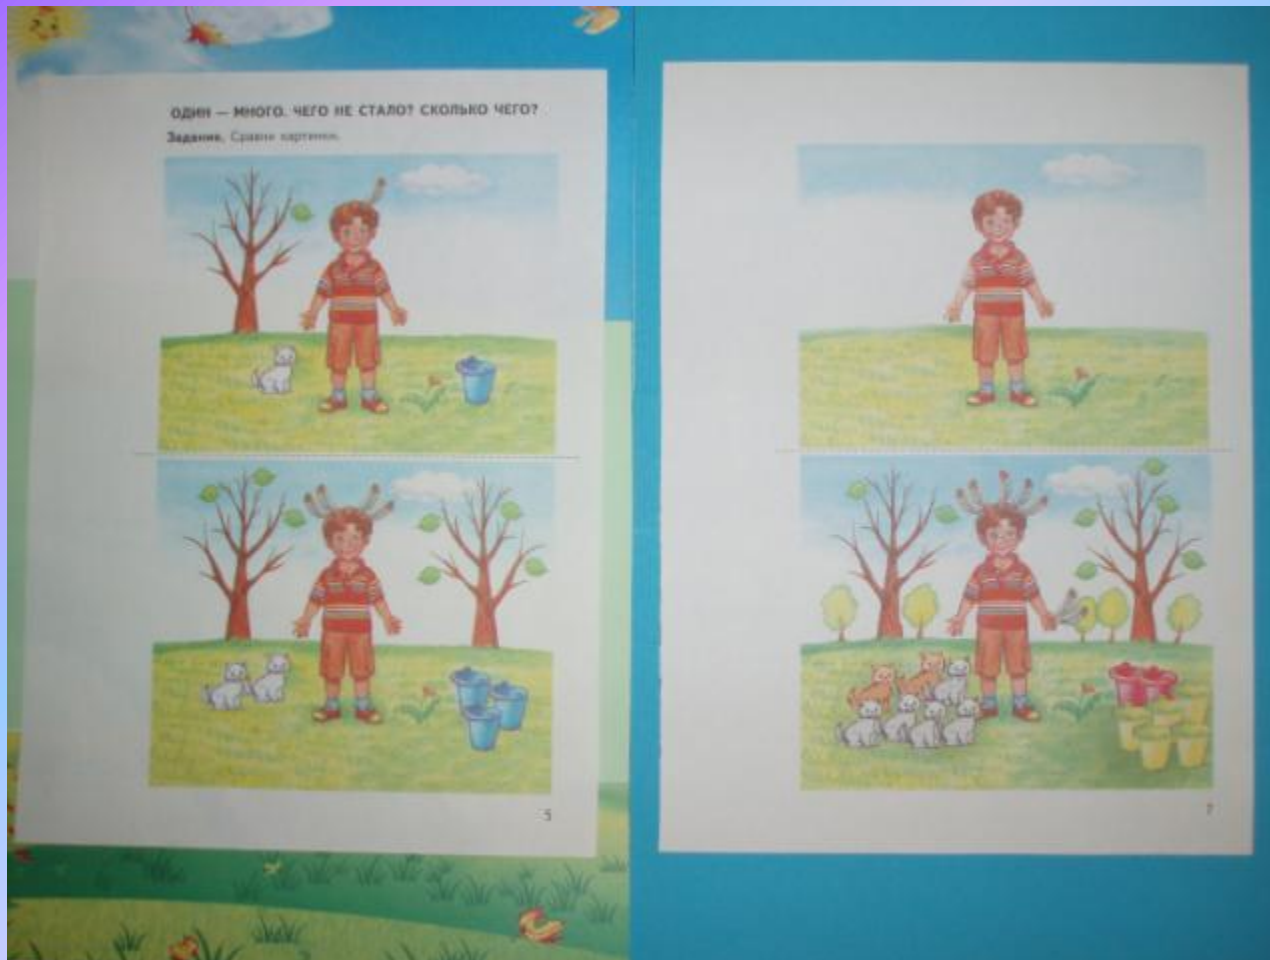 ОДИН — МНОГО. ЧЕГО НЕ СТАЛО? СКОЛЬКО ЧЕГО?
Задание. Сравни картинки.
5
7